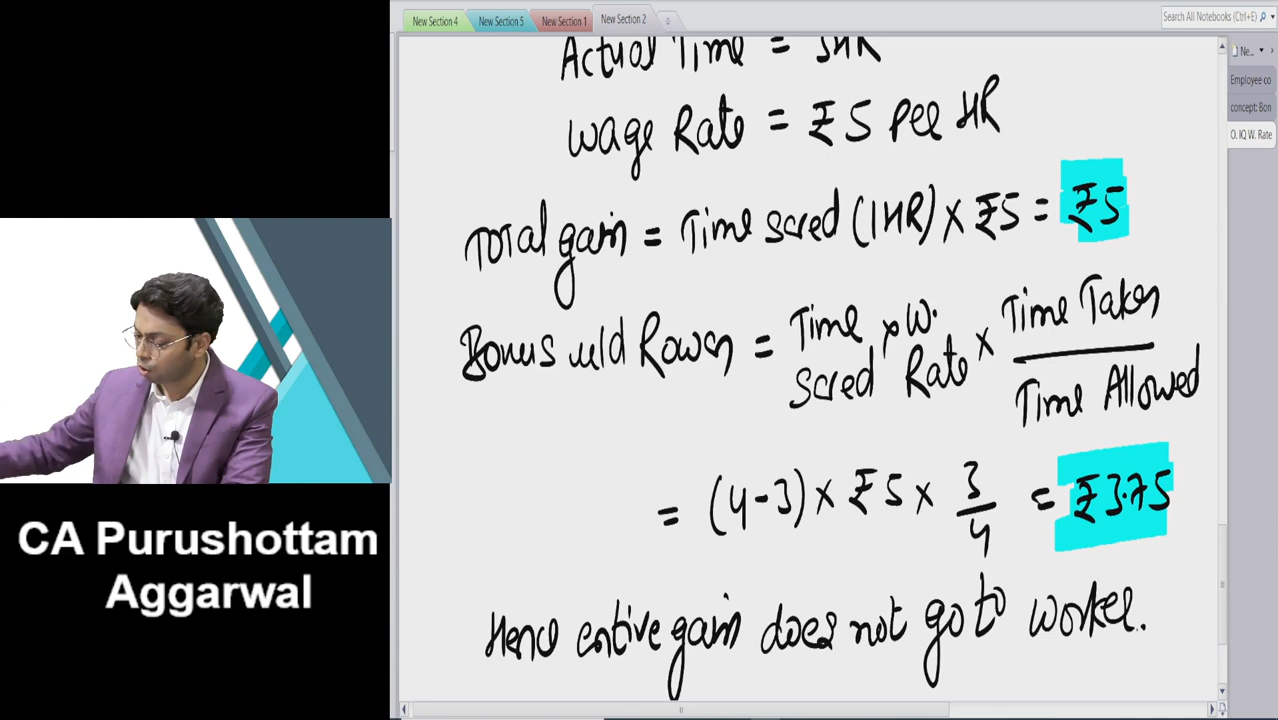 New Section 4 New Section 5 New Section 1 New Section 2
Search All Notebooks (Ctrl+E)
Ne...
Employee co
concept: Bon
O. IQ W. Rate
Actual Time = 3HR
Wage Rate = ₹5 Per HR
Total gain = Time saved (1HR) × ₹5 = ₹5
Bonus u/d Rowan = Time saved × W. Rate × Time Taken / Time Allowed
= (4-3) × ₹5 × 3/4 = ₹3.75
Hence entire gain does not go to worker.
CA Purushottam
Aggarwal